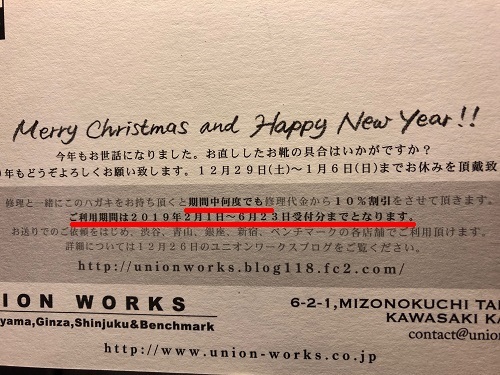 Merry Christmas and Happy New Year!!
今年もお世話になりました。お直ししたお靴の具合はいかがですか？
年もどうぞよろしくお願い致します。12月29日(土)～1月6日(日)までお休みを頂戴致
修理と一緒にこのハガキをお持ち頂くと期間中何度でも修理代金から10%割引をさせて頂きます。
ご利用期間は2019年2月1日～6月23日受付分までとなります。
お送りでのご依頼をはじめ、渋谷、青山、銀座、新宿、ベンチマークの各店舗でご利用頂けます。
詳細については12月26日のユニオンワークスブログをご覧ください。
http://unionworks.blog118.fc2.com/
NION WORKS
yama,Ginza,Shinjuku&Benchmark
6-2-1,MIZONOKUCHI TA
KAWASAKI KA
contact@union
http://www.union-works.co.jp